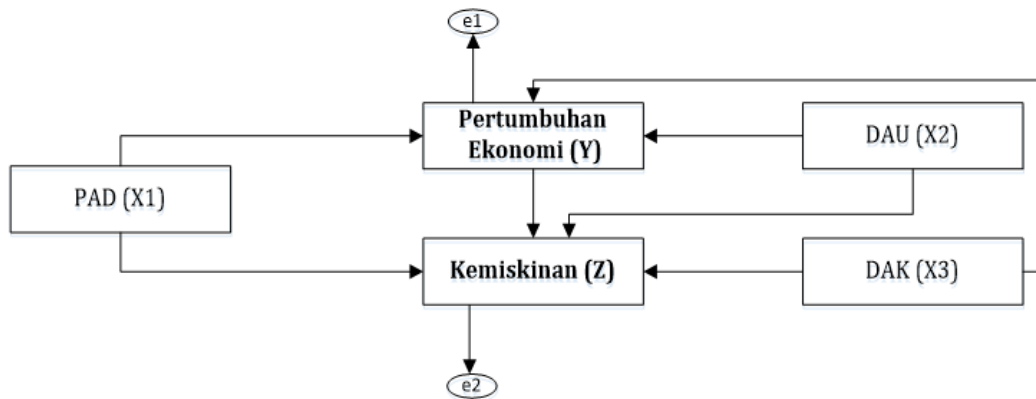 e1
Pertumbuhan
Ekonomi (Y)
DAU (X2)
PAD (X1)
Kemiskinan (Z)
DAK (X3)
e2